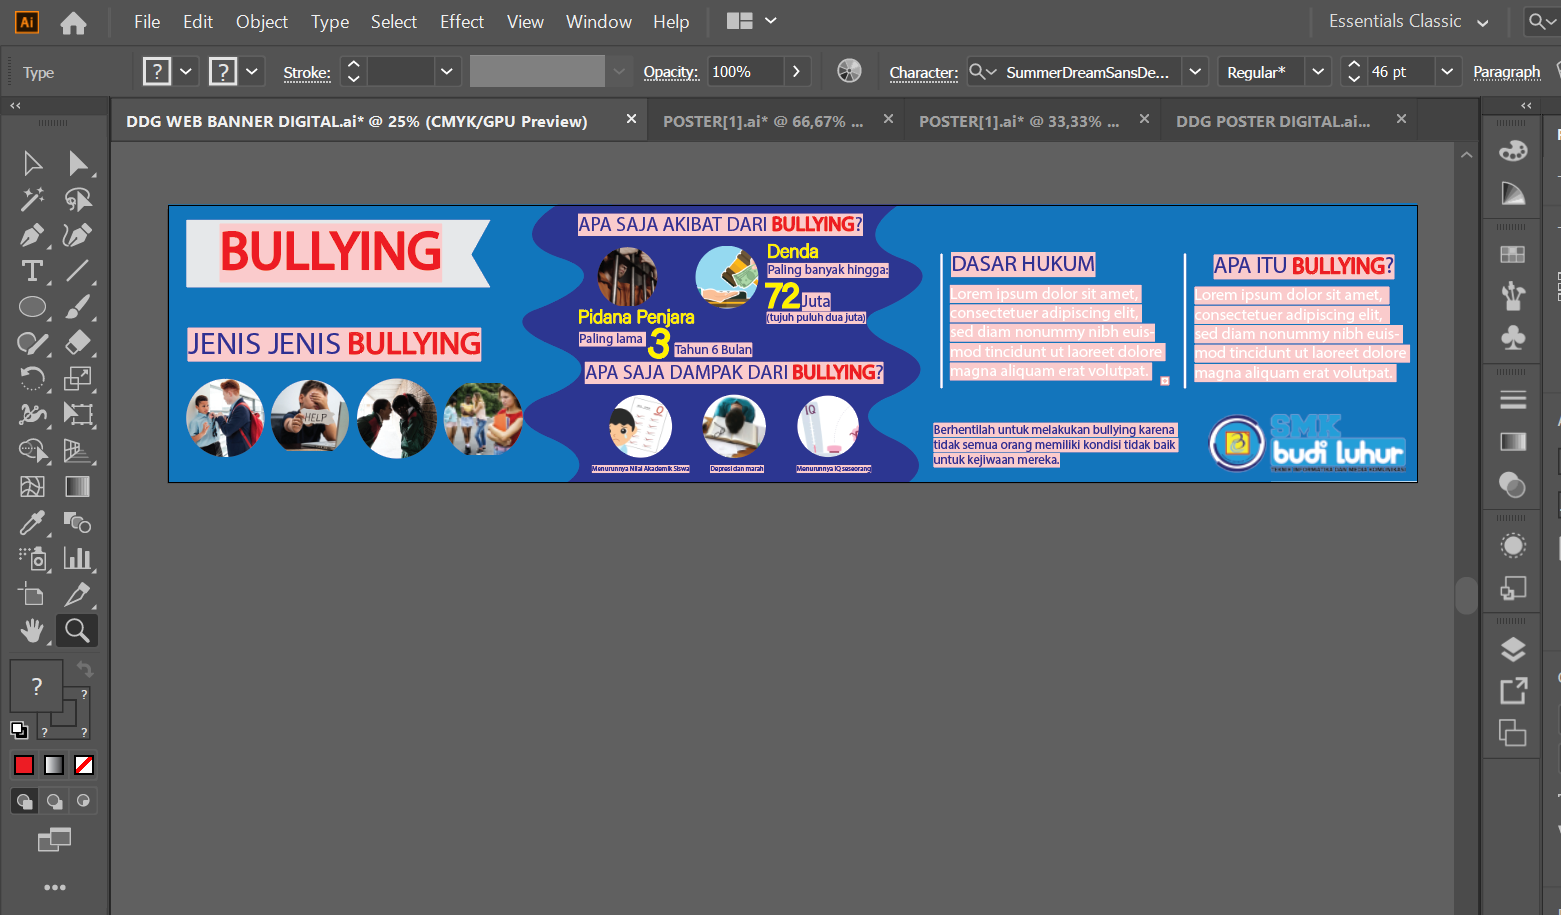 Ai
File Edit Object Type Select Effect View Window Help
Essentials Classic
Type
?
?
Stroke:
Opacity:
100%
Character:
SummerDreamSansDe...
Regular*
46 pt
Paragraph
DDG WEB BANNER DIGITAL.ai* @ 25% (CMYK/GPU Preview)
POSTER[1].ai* @ 66,67% ...
POSTER[1].ai* @ 33,33% ...
DDG POSTER DIGITAL.ai...
BULLYING
JENIS JENIS BULLYING
HELP
APA SAJA AKIBAT DARI BULLYING?
Denda
Paling banyak hingga:
72 Juta
(tujuh puluh dua juta)
Pidana Penjara
Paling lama 3 Tahun 6 Bulan
APA SAJA DAMPAK DARI BULLYING?
IQ
Menurunnya Nilai Akademik Siswa
Depresi dan marah
Menurunnya IQ seseorang
DASAR HUKUM
Lorem ipsum dolor sit amet,
consectetuer adipiscing elit,
sed diam nonummy nibh euis-
mod tincidunt ut laoreet dolore
magna aliquam erat volutpat.
APA ITU BULLYING?
Lorem ipsum dolor sit amet,
consectetuer adipiscing elit,
sed diam nonummy nibh euis-
mod tincidunt ut laoreet dolore
magna aliquam erat volutpat.
Berhentilah untuk melakukan bullying karena
tidak semua orang memiliki kondisi tidak baik
untuk kejiwaan mereka.
SMK
budi luhur
?
?
?
?